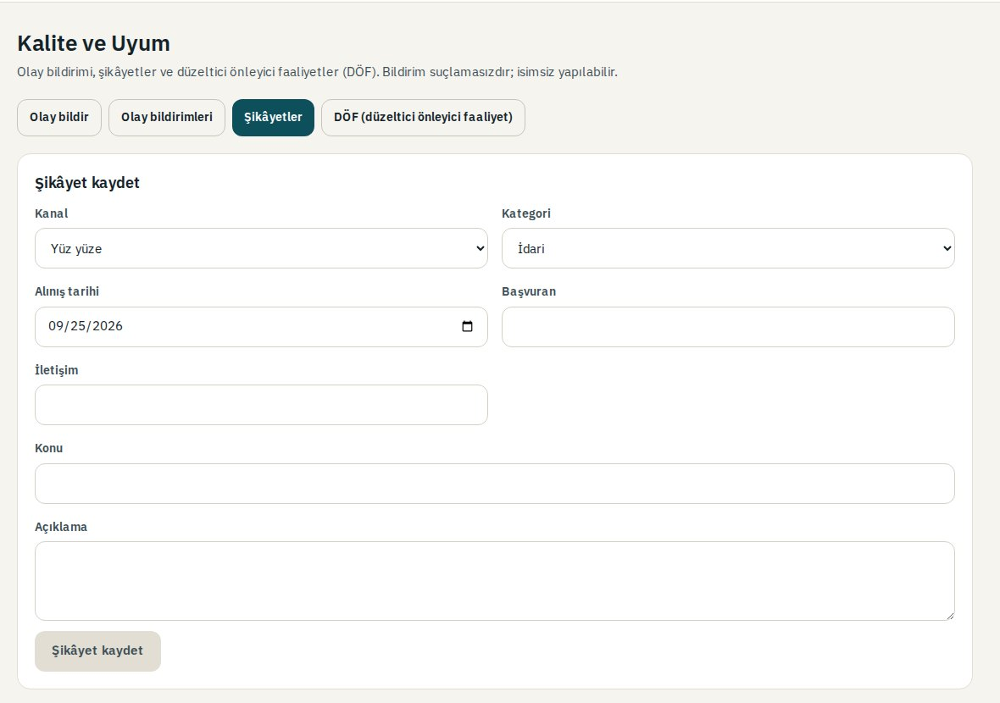 Kalite ve Uyum
Olay bildirimi, şikâyetler ve düzeltici önleyici faaliyetler (DÖF). Bildirim suçlamasızdır; isimsiz yapılabilir.
Olay bildir Olay bildirimleri Şikâyetler DÖF (düzeltici önleyici faaliyet)
Şikâyet kaydet
Kanal Kategori
Yüz yüze İdari
Alınış tarihi Başvuran
09/25/2026
İletişim
Konu
Açıklama
Şikâyet kaydet